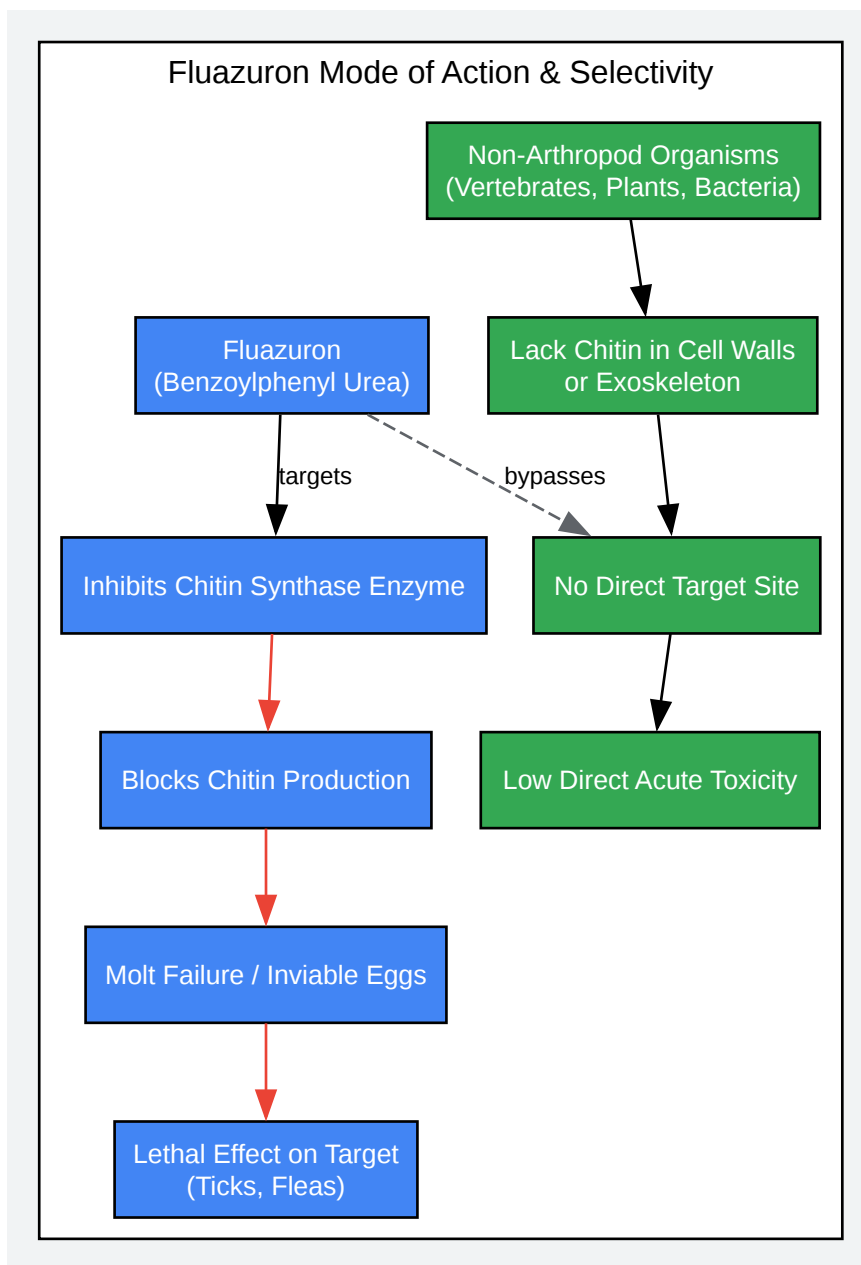 Fluazuron Mode of Action & Selectivity
Non-Arthropod Organisms
(Vertebrates, Plants, Bacteria)
Fluazuron
(Benzoylphenyl Urea)
Lack Chitin in Cell Walls
or Exoskeleton
targets
bypasses
Inhibits Chitin Synthase Enzyme
No Direct Target Site
Blocks Chitin Production
Low Direct Acute Toxicity
Molt Failure / Inviable Eggs
Lethal Effect on Target
(Ticks, Fleas)